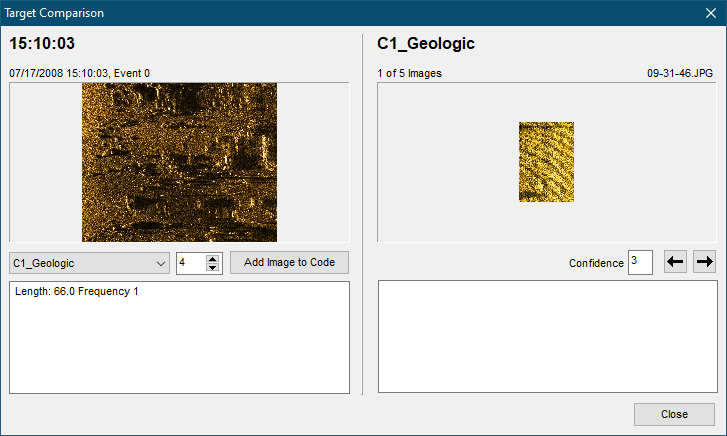 Target Comparison
15:10:03
07/17/2008 15:10:03, Event 0
C1_Geologic
4
Add Image to Code
Length: 66.0 Frequency 1
C1_Geologic
1 of 5 Images
09-31-46.JPG
Confidence
3
Close